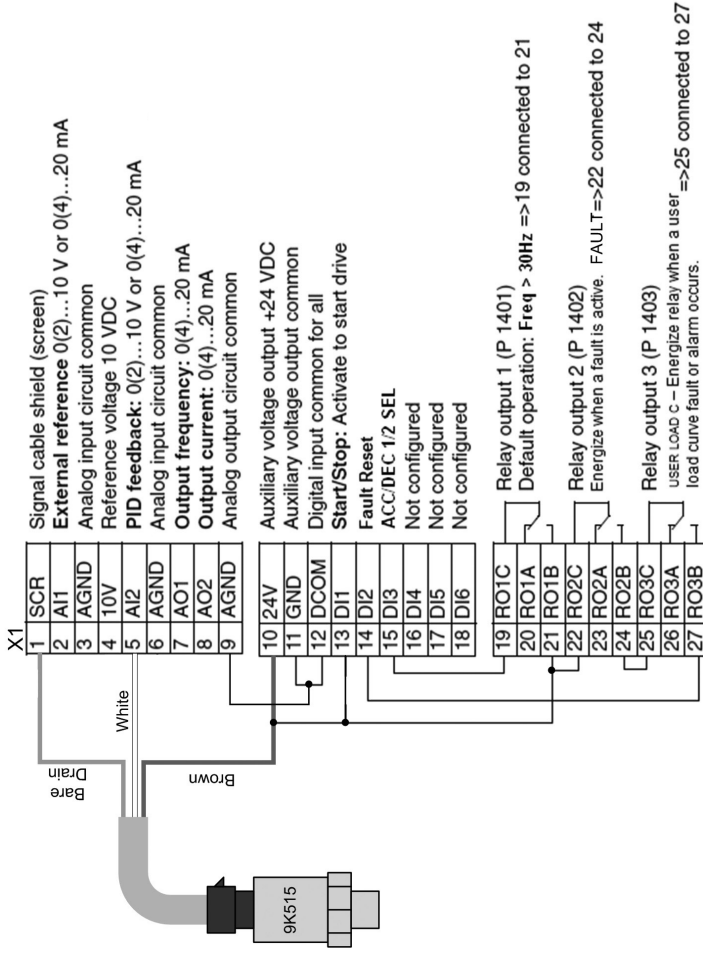 X1
1 SCR Signal cable shield (screen)
2 AI1 External reference 0(2)...10 V or 0(4)...20 mA
3 AGND Analog input circuit common
4 10V Reference voltage 10 VDC
5 AI2 PID feedback: 0(2)...10 V or 0(4)...20 mA
6 AGND Analog input circuit common
7 AO1 Output frequency: 0(4)...20 mA
8 AO2 Output current: 0(4)...20 mA
9 AGND Analog output circuit common
10 24V Auxiliary voltage output +24 VDC
11 GND Auxiliary voltage output common
12 DCOM Digital input common for all
13 DI1 Start/Stop: Activate to start drive
14 DI2 Fault Reset
15 DI3 ACC/DEC 1/2 SEL
16 DI4 Not configured
17 DI5 Not configured
18 DI6 Not configured
19 RO1C Relay output 1 (P 1401)
20 RO1A Default operation: Freq > 30Hz =>19 connected to 21
21 RO1B
22 RO2C Relay output 2 (P 1402)
23 RO2A Energize when a fault is active. FAULT=>22 connected to 24
24 RO2B
25 RO3C Relay output 3 (P 1403)
26 RO3A USER LOAD C – Energize relay when a user =>25 connected to 27
27 RO3B load curve fault or alarm occurs.
Bare
Drain
White
Brown
9K515